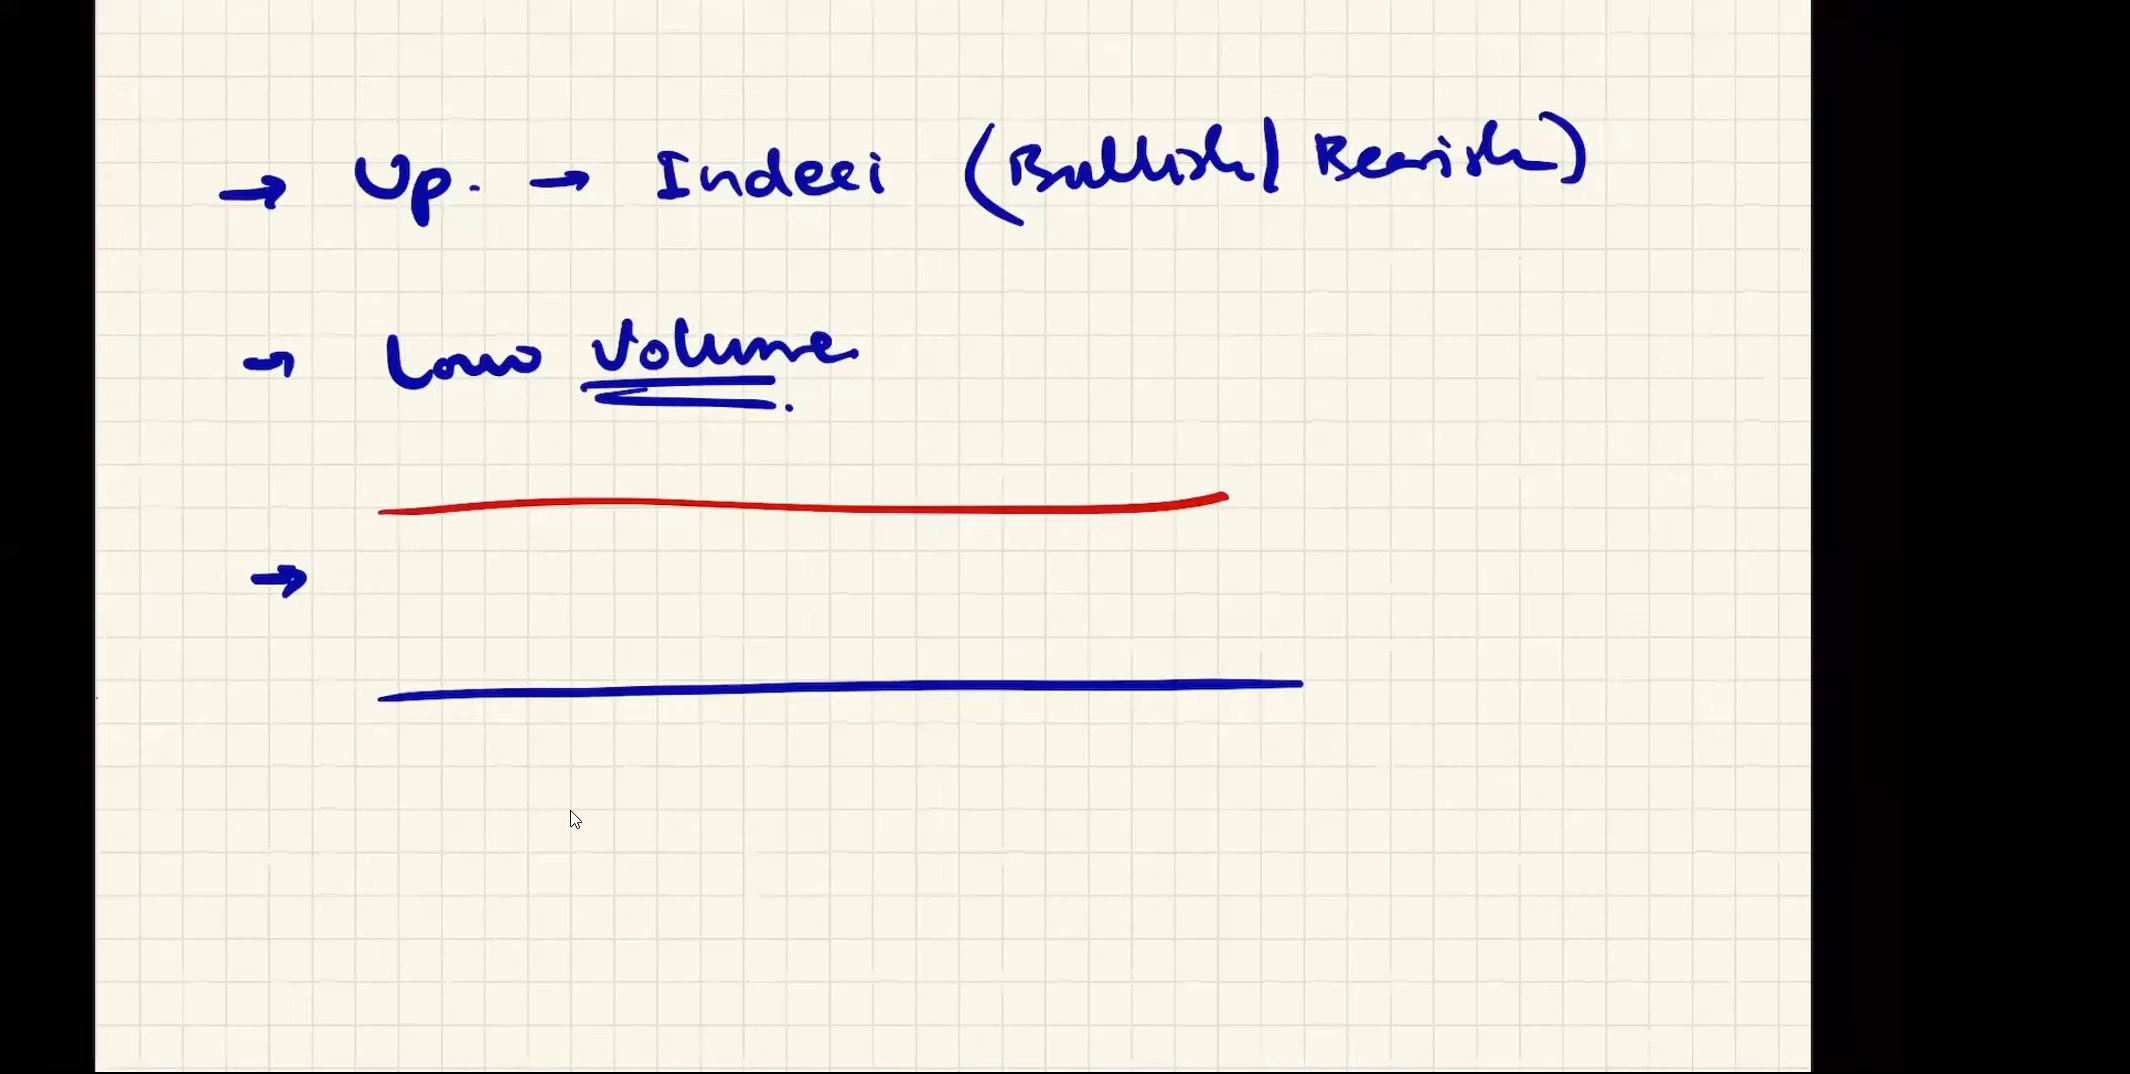 → Up. → Indeci (Bullish/Bearish)
→ Low Volume.
→